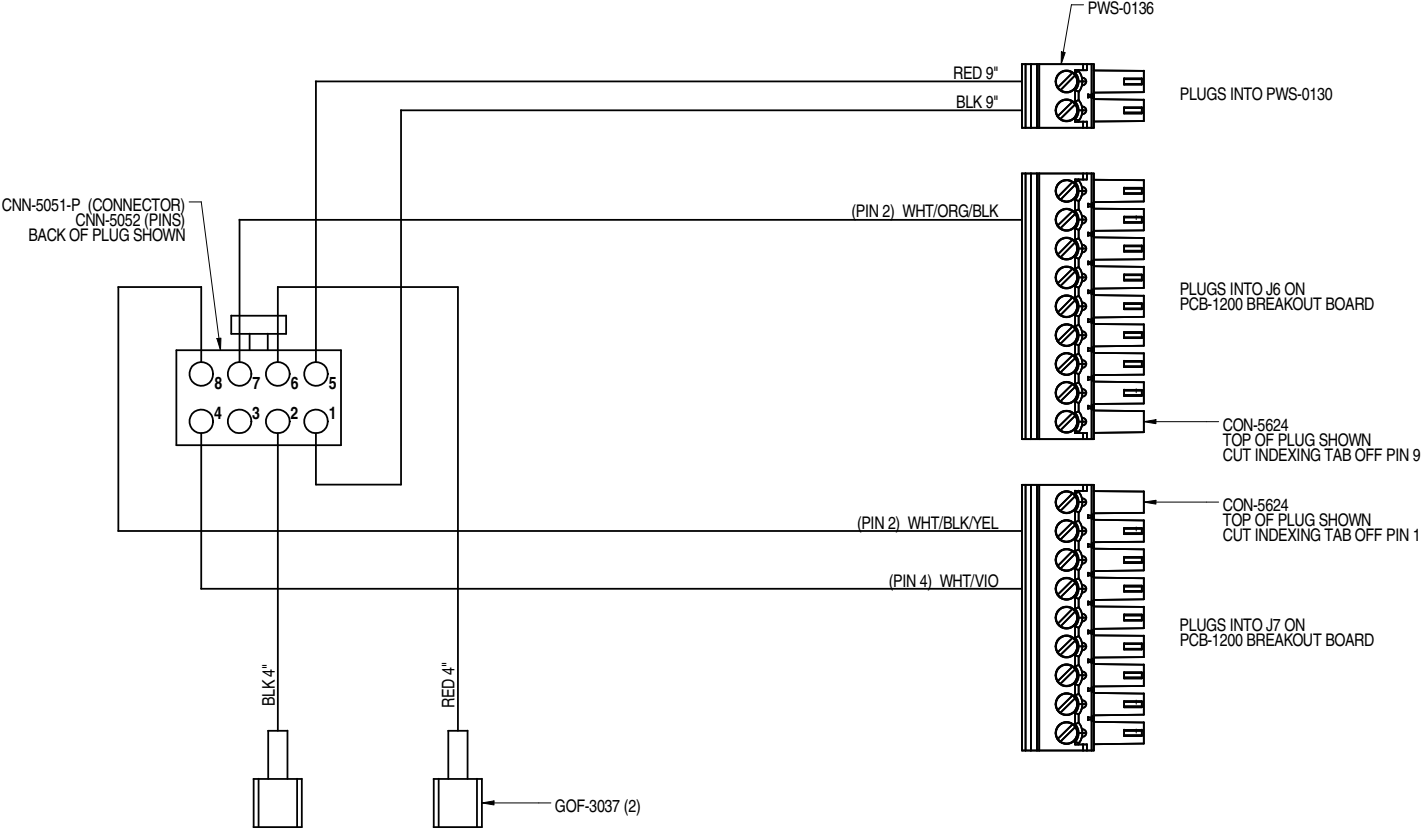 PWS-0136
RED 9"
BLK 9"
PLUGS INTO PWS-0130
CNN-5051-P (CONNECTOR)
CNN-5052 (PINS)
BACK OF PLUG SHOWN
(PIN 2) WHT/ORG/BLK
PLUGS INTO J6 ON
PCB-1200 BREAKOUT BOARD
8 7 6 5
4 3 2 1
CON-5624
TOP OF PLUG SHOWN
CUT INDEXING TAB OFF PIN 9
CON-5624
TOP OF PLUG SHOWN
CUT INDEXING TAB OFF PIN 1
(PIN 2) WHT/BLK/YEL
(PIN 4) WHT/VIO
PLUGS INTO J7 ON
PCB-1200 BREAKOUT BOARD
BLK 4"
RED 4"
GOF-3037 (2)